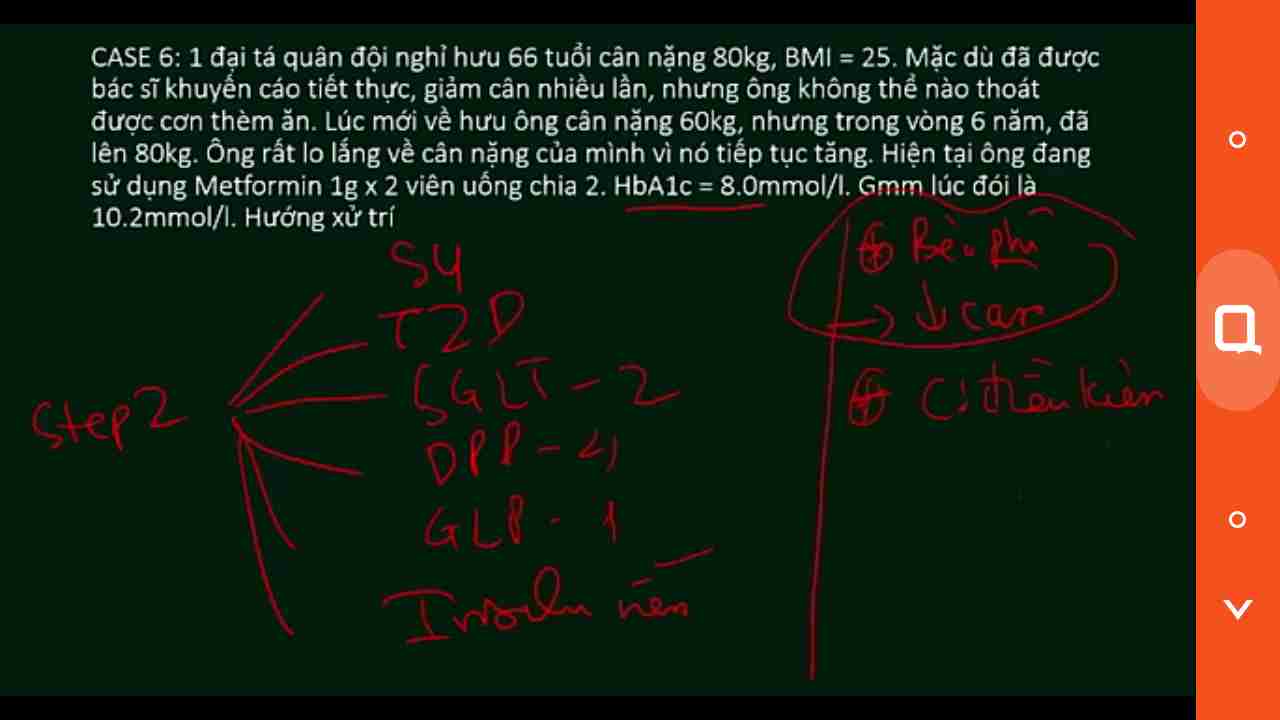 CASE 6: 1 đại tá quân đội nghỉ hưu 66 tuổi cân nặng 80kg, BMI = 25. Mặc dù đã được
bác sĩ khuyến cáo tiết thực, giảm cân nhiều lần, nhưng ông không thể nào thoát
được cơn thèm ăn. Lúc mới về hưu ông cân nặng 60kg, nhưng trong vòng 6 năm, đã
lên 80kg. Ông rất lo lắng về cân nặng của mình vì nó tiếp tục tăng. Hiện tại ông đang
sử dụng Metformin 1g x 2 viên uống chia 2. HbA1c = 8.0mmol/l. Gmm lúc đói là
10.2mmol/l. Hướng xử trí
Step 2
SU
TZD
SGLT-2
DPP-4
GLP-1
Insulin nền
⊕ Béo phì
→ ↓ cân
⊕ Có điều kiện